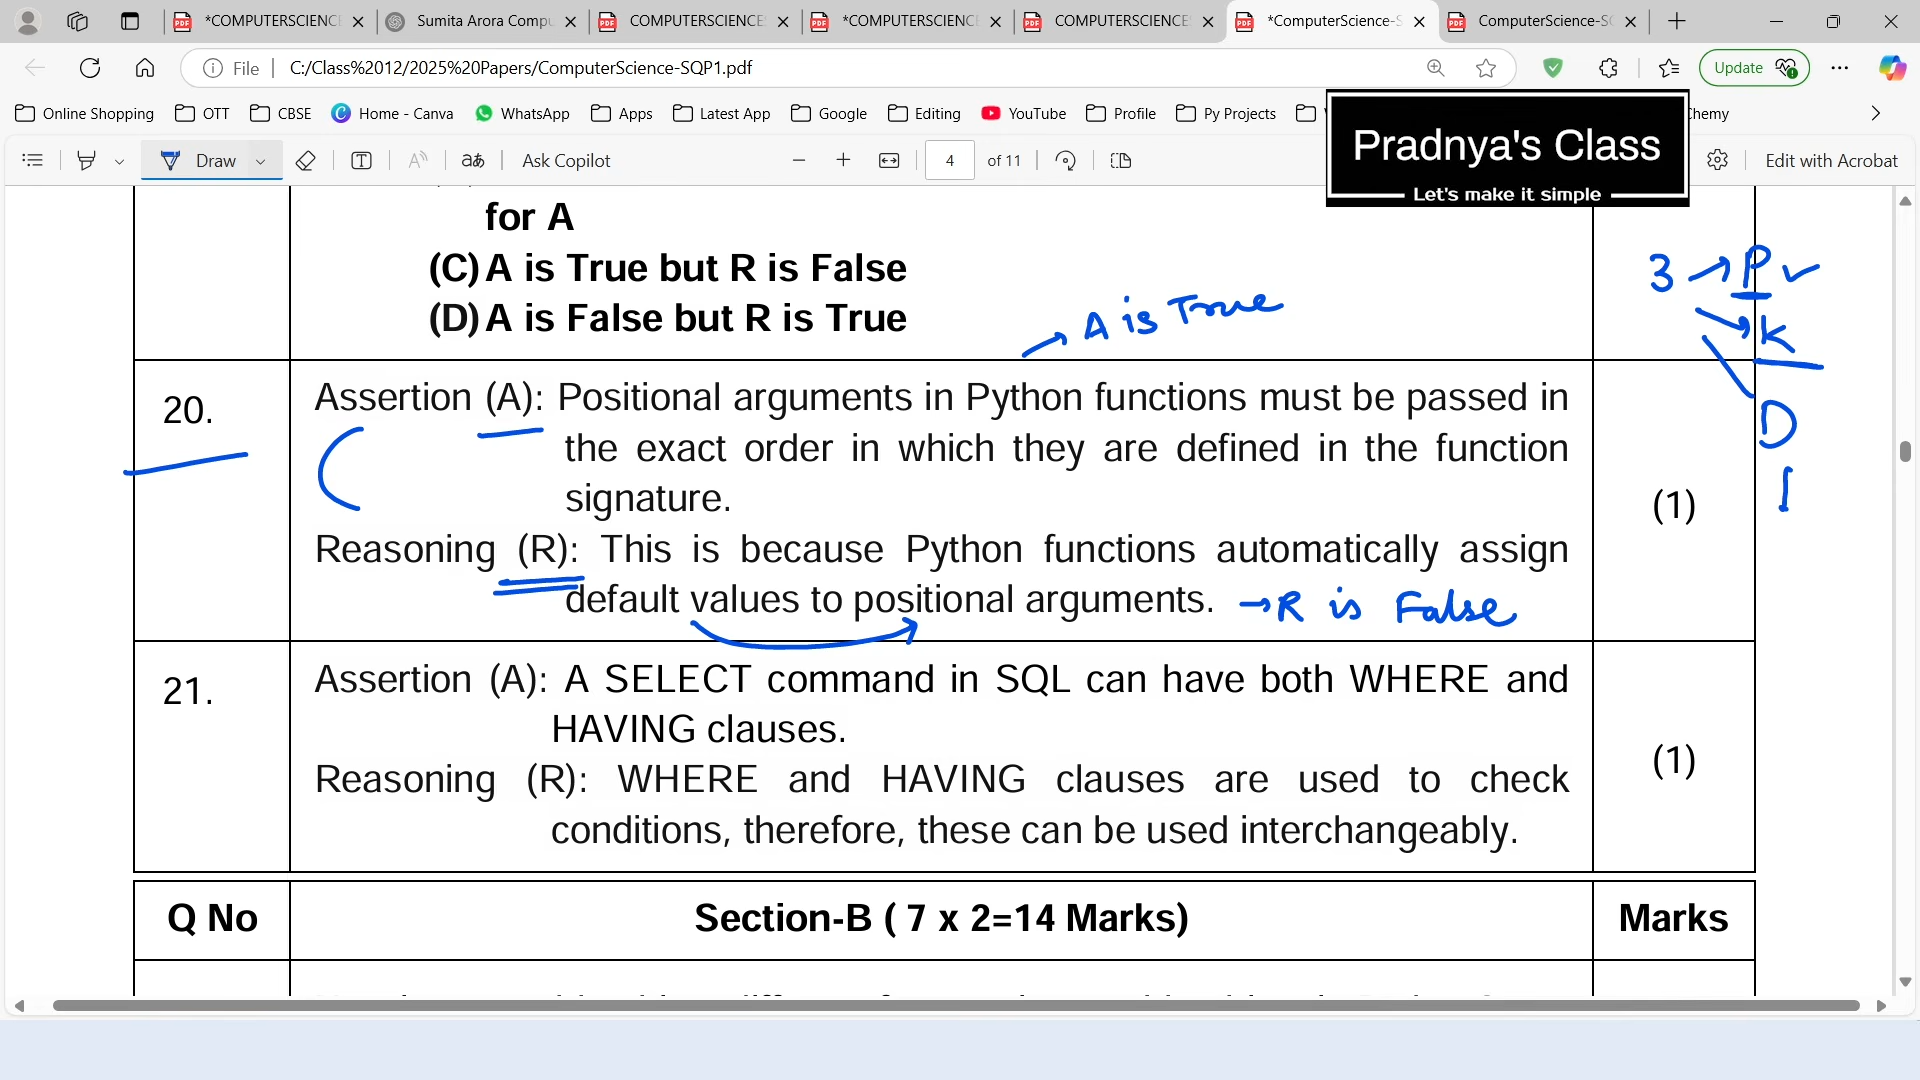 *COMPUTERSCIENCE
Sumita Arora Compu
COMPUTERSCIENCE
*COMPUTERSCIENC
COMPUTERSCIENCE
*ComputerScience-S
ComputerScience-SQ
File
C:/Class%2012/2025%20Papers/ComputerScience-SQP1.pdf
Update
Online Shopping
OTT
CBSE
Home - Canva
WhatsApp
Apps
Latest App
Google
Editing
YouTube
Profile
Py Projects
Chemy
Draw
Ask Copilot
4
of 11
Edit with Acrobat
Pradnya's Class
Let's make it simple
for A
(C) A is True but R is False
(D) A is False but R is True
A is True
3 → P
K
D
20.
Assertion (A): Positional arguments in Python functions must be passed in
the exact order in which they are defined in the function
signature.
(1)
Reasoning (R): This is because Python functions automatically assign
default values to positional arguments.
→ R is False
21.
Assertion (A): A SELECT command in SQL can have both WHERE and
HAVING clauses.
Reasoning (R): WHERE and HAVING clauses are used to check
conditions, therefore, these can be used interchangeably.
(1)
Q No
Section-B ( 7 x 2=14 Marks)
Marks